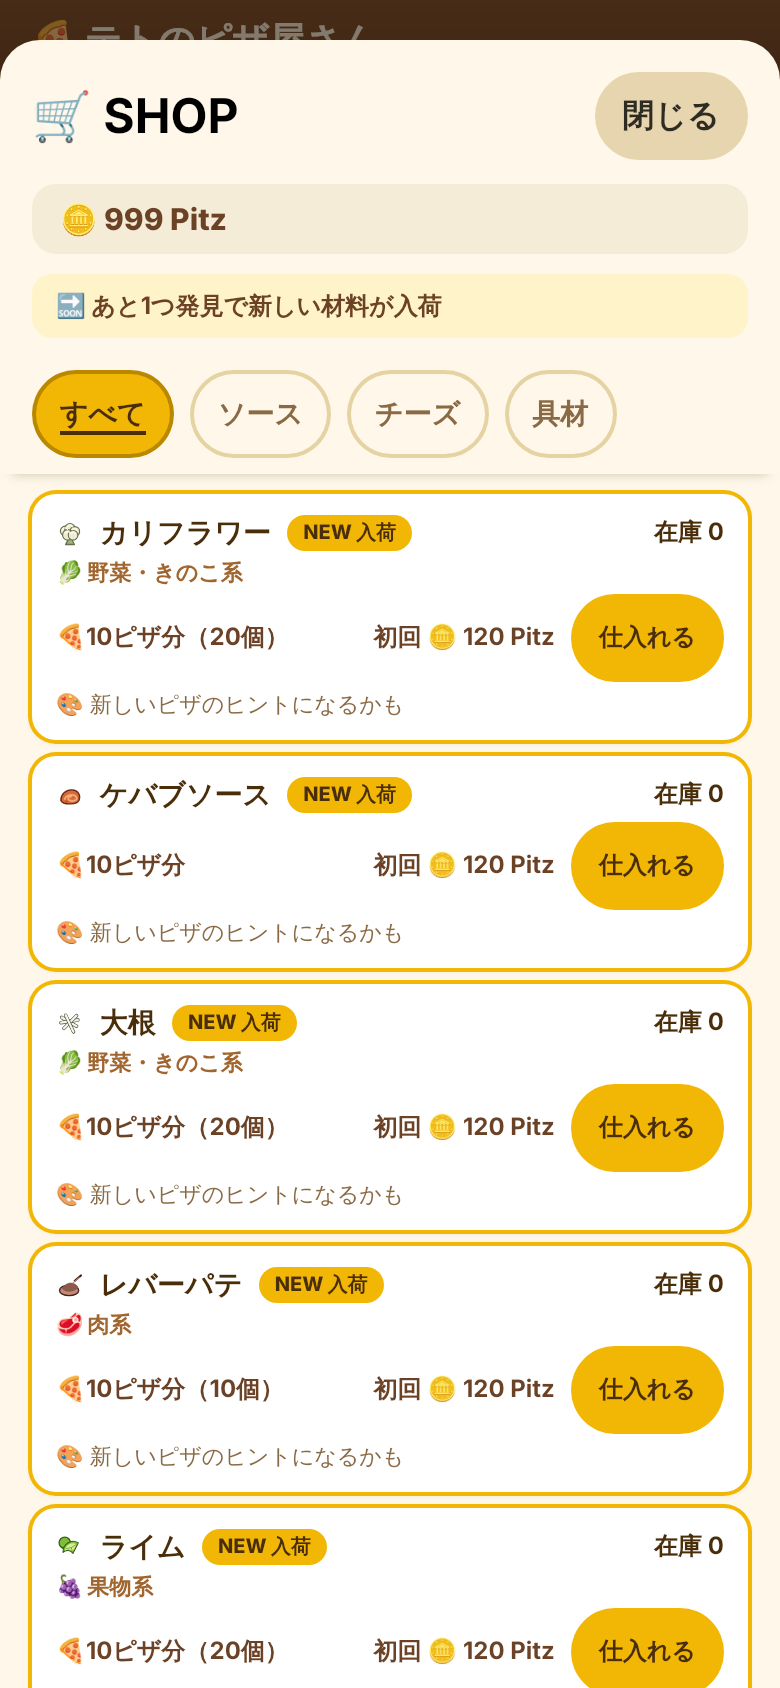 テトのピザ屋さん
SHOP
閉じる
999 Pitz
あと1つ発見で新しい材料が入荷
すべて
ソース
チーズ
具材
カリフラワー NEW 入荷 在庫 0
野菜・きのこ系
10ピザ分（20個） 初回 120 Pitz 仕入れる
新しいピザのヒントになるかも
ケバブソース NEW 入荷 在庫 0
10ピザ分 初回 120 Pitz 仕入れる
新しいピザのヒントになるかも
大根 NEW 入荷 在庫 0
野菜・きのこ系
10ピザ分（20個） 初回 120 Pitz 仕入れる
新しいピザのヒントになるかも
レバーパテ NEW 入荷 在庫 0
肉系
10ピザ分（10個） 初回 120 Pitz 仕入れる
新しいピザのヒントになるかも
ライム NEW 入荷 在庫 0
果物系
10ピザ分（20個） 初回 120 Pitz 仕入れる